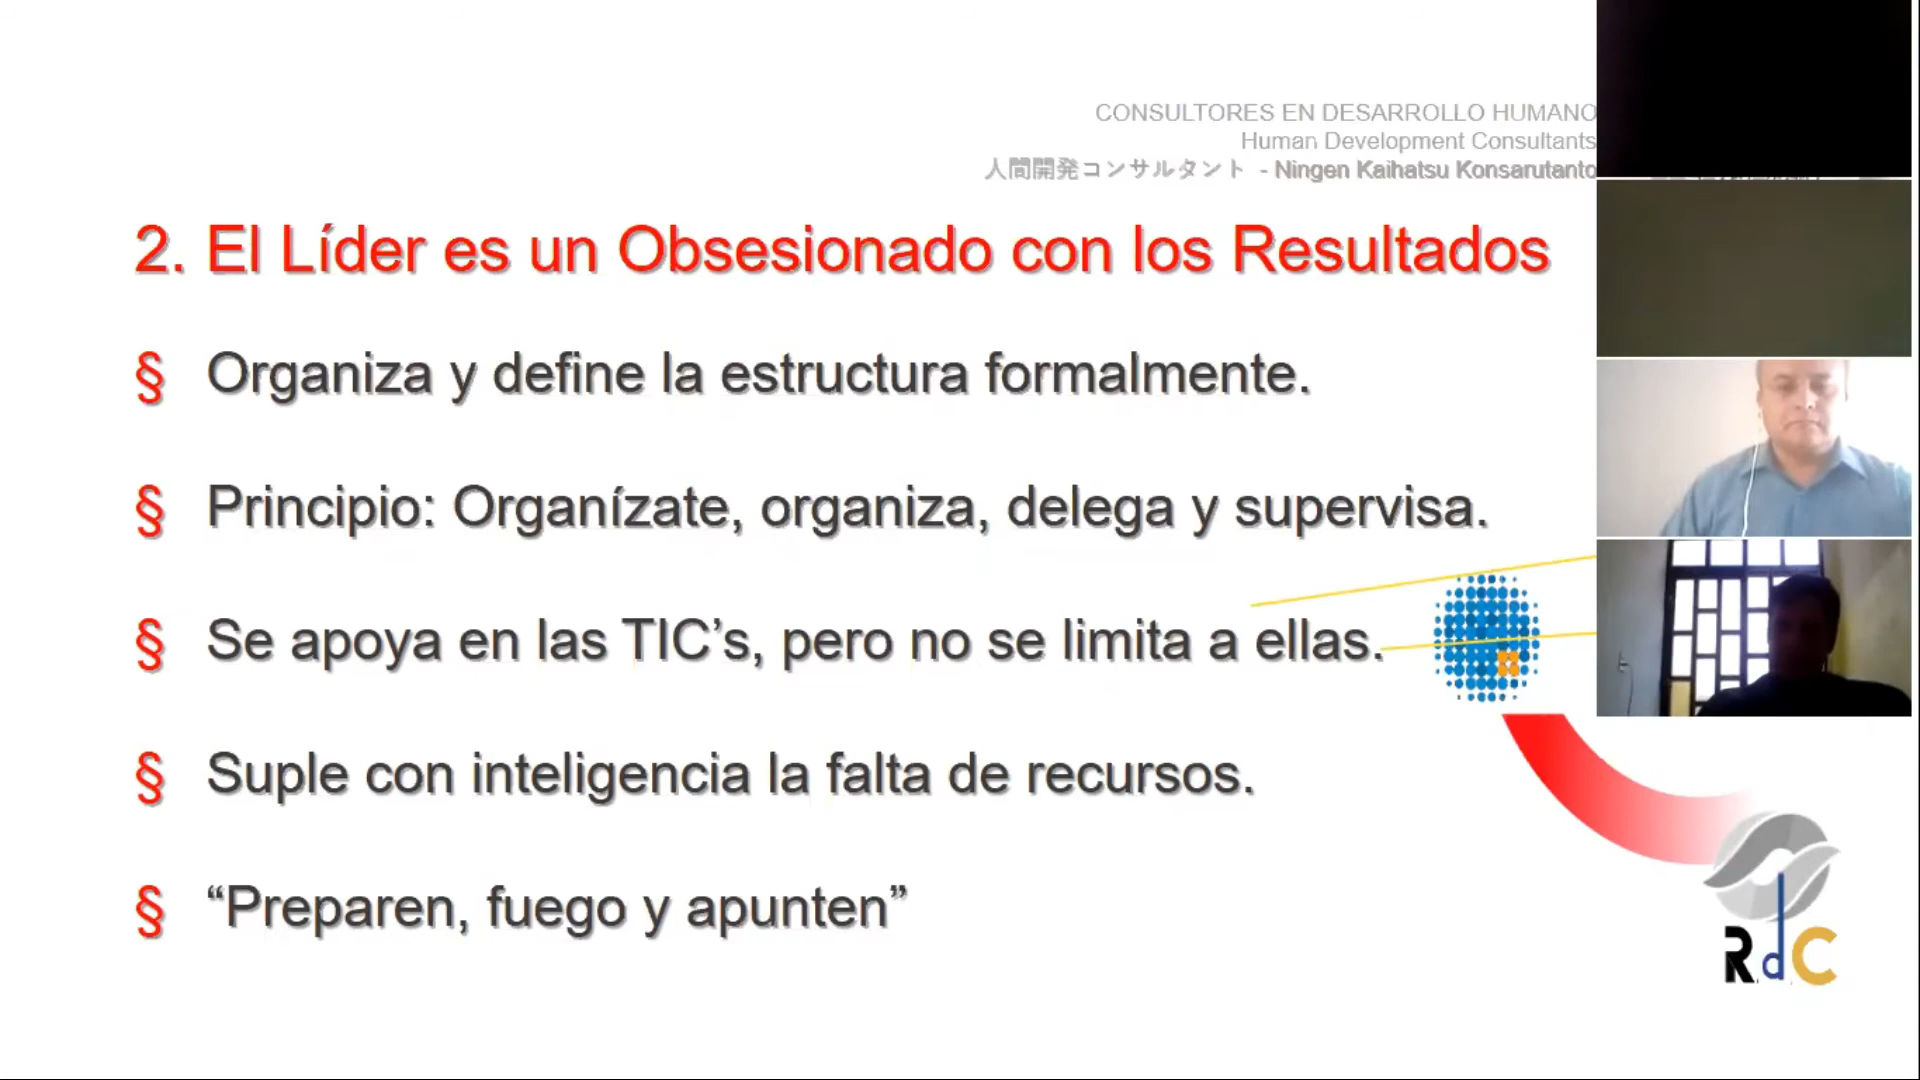 CONSULTORES EN DESARROLLO HUMANO
Human Development Consultants
人間開発コンサルタント - Ningen Kaihatsu Konsarutanto
2. El Líder es un Obsesionado con los Resultados
§ Organiza y define la estructura formalmente.
§ Principio: Organízate, organiza, delega y supervisa.
§ Se apoya en las TIC’s, pero no se limita a ellas.
§ Suple con inteligencia la falta de recursos.
§ “Preparen, fuego y apunten”
R.d.C